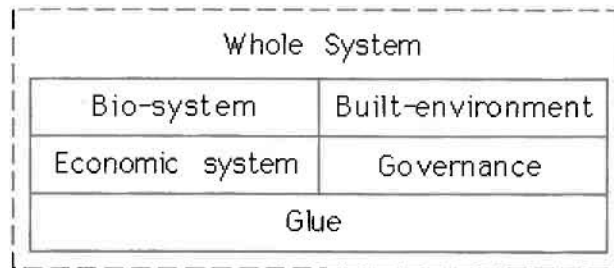 Whole System
Bio-system Built-environment
Economic system Governance
Glue